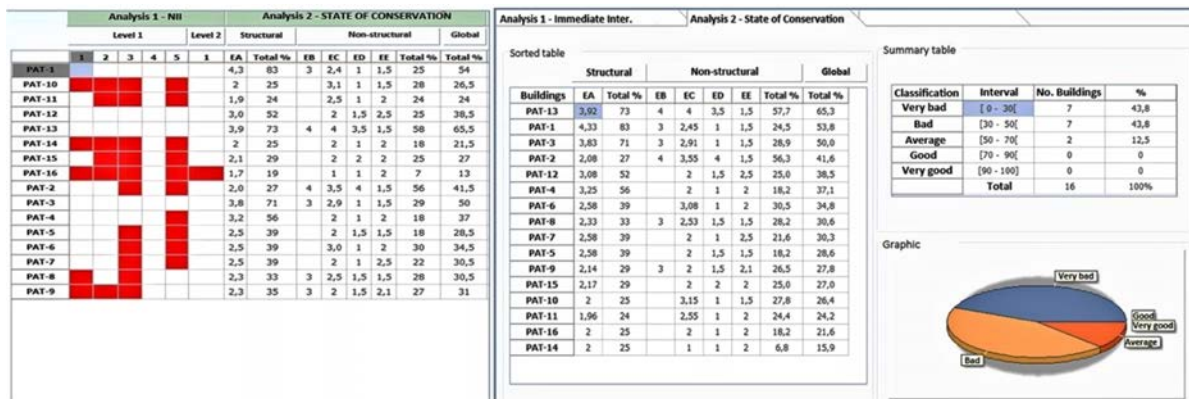 Analysis 1 - NII Analysis 2 - STATE OF CONSERVATION
Level 1 Level 2 Structural Non-structural Global
1 2 3 4 5 1 EA Total % EB EC ED EE Total % Total %
PAT-1 4,3 83 3 2,4 1 1,5 25 54
PAT-10 2 25 3,1 1 1,5 28 26,5
PAT-11 1,9 24 2,5 1 2 24 24
PAT-12 3,0 52 2 1,5 2,5 25 38,5
PAT-13 3,9 73 4 4 3,5 1,5 58 65,5
PAT-14 2 25 2 1 2 18 21,5
PAT-15 2,1 29 2 2 2 25 27
PAT-16 1,7 19 1 1 2 7 13
PAT-2 2,0 27 4 3,5 4 1,5 56 41,5
PAT-3 3,8 71 3 2,9 1 1,5 29 50
PAT-4 3,2 56 2 1 2 18 37
PAT-5 2,5 39 2 1,5 1,5 18 28,5
PAT-6 2,5 39 3,0 1 2 30 34,5
PAT-7 2,5 39 2 1 2,5 22 30,5
PAT-8 2,3 33 3 2,5 1,5 1,5 28 30,5
PAT-9 2,3 35 3 2 1,5 2,1 27 31
Analysis 1 - Immediate Inter. Analysis 2 - State of Conservation
Sorted table
Structural Non-structural Global
Buildings EA Total % EB EC ED EE Total % Total %
PAT-13 3,92 73 4 4 3,5 1,5 57,7 65,3
PAT-1 4,33 83 3 2,45 1 1,5 24,5 53,8
PAT-3 3,83 71 3 2,91 1 1,5 28,9 50,0
PAT-2 2,08 27 4 3,55 4 1,5 56,3 41,6
PAT-12 3,08 52 2 1,5 2,5 25,0 38,5
PAT-4 3,25 56 2 1 2 18,2 37,1
PAT-6 2,58 39 3,08 1 2 30,5 34,8
PAT-8 2,33 33 3 2,53 1,5 1,5 28,2 30,6
PAT-7 2,58 39 2 1 2,5 21,6 30,3
PAT-5 2,58 39 2 1,5 1,5 18,2 28,6
PAT-9 2,14 29 3 2 1,5 2,1 26,5 27,8
PAT-15 2,17 29 2 2 2 25,0 27,0
PAT-10 2 25 3,15 1 1,5 27,8 26,4
PAT-11 1,96 24 2,55 1 2 24,4 24,2
PAT-16 2 25 2 1 2 18,2 21,6
PAT-14 2 25 1 1 2 6,8 15,9
Summary table
Classification Interval No. Buildings %
Very bad [ 0 - 30[ 7 43,8
Bad [30 - 50[ 7 43,8
Average [50 - 70[ 2 12,5
Good [70 - 90[ 0 0
Very good [90 - 100] 0 0
Total 16 100%
Graphic
Very bad
Good
Very good
Average
Bad